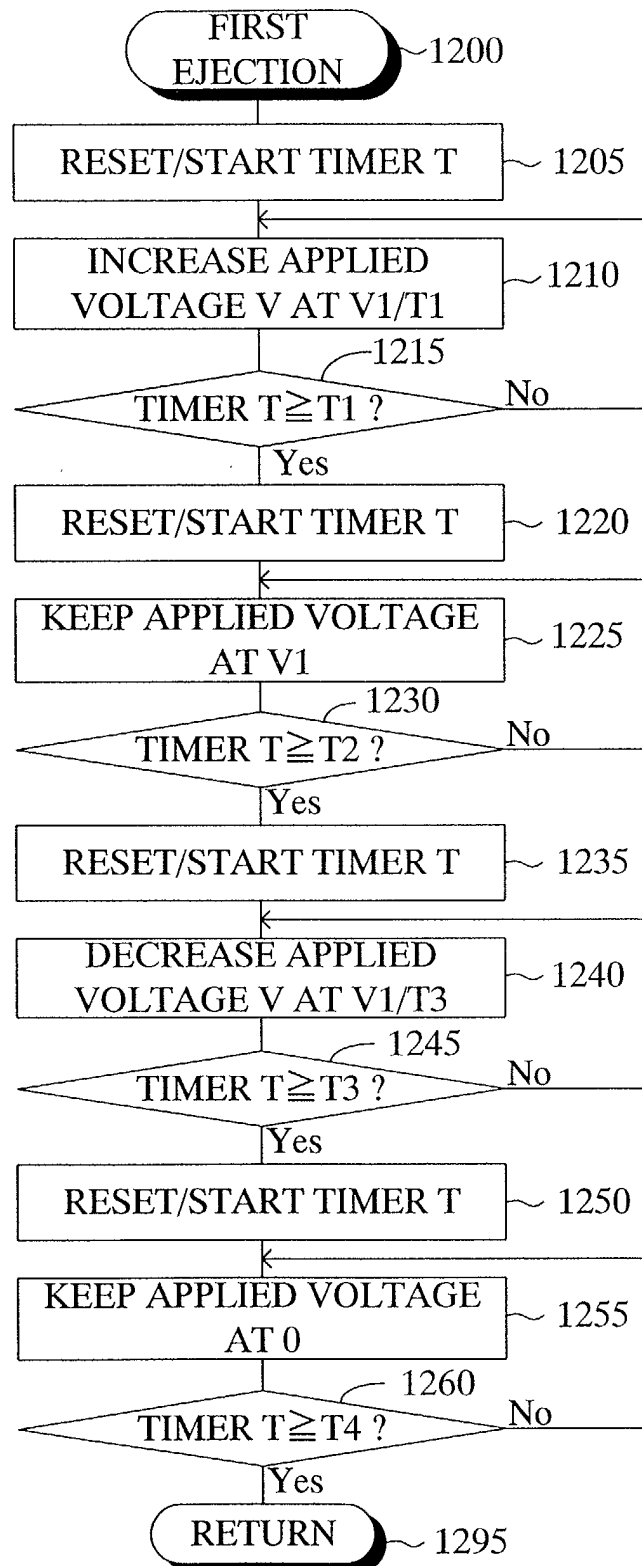 FIRST
EJECTION
1200
RESET/START TIMER T
1205
INCREASE APPLIED
VOLTAGE V AT V1/T1
1210
1215
TIMER T≧T1 ?
No
Yes
RESET/START TIMER T
1220
KEEP APPLIED VOLTAGE
AT V1
1225
1230
TIMER T≧T2 ?
No
Yes
RESET/START TIMER T
1235
DECREASE APPLIED
VOLTAGE V AT V1/T3
1240
1245
TIMER T≧T3 ?
No
Yes
RESET/START TIMER T
1250
KEEP APPLIED VOLTAGE
AT 0
1255
1260
TIMER T≧T4 ?
No
Yes
RETURN
1295